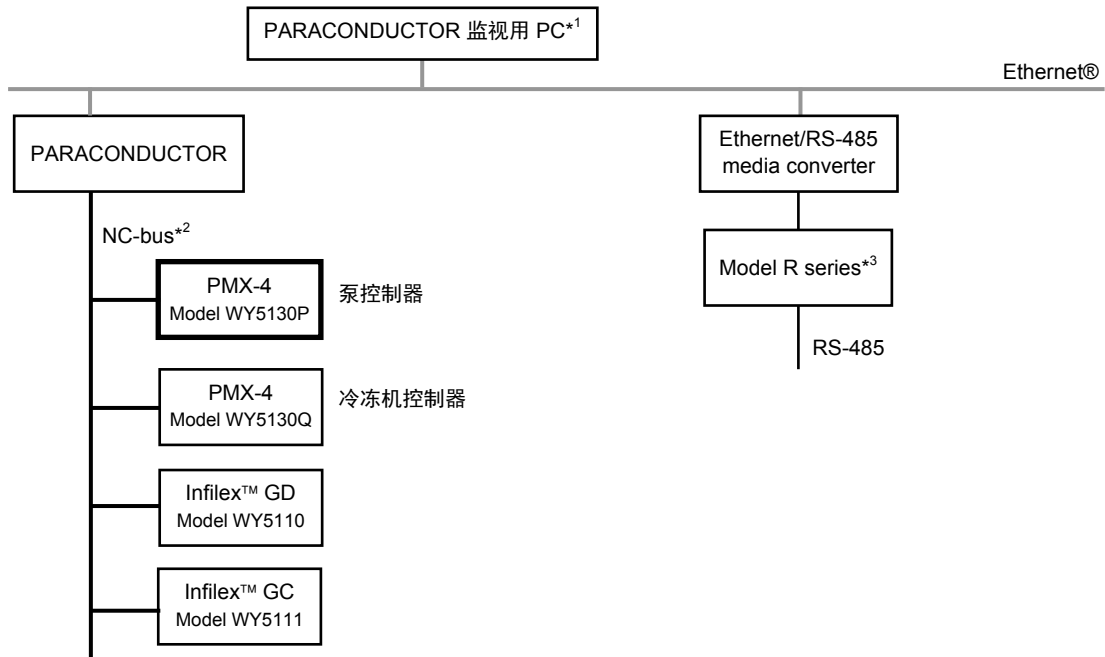 PARACONDUCTOR 监视用 PC*1
Ethernet®
PARACONDUCTOR
Ethernet/RS-485
media converter
NC-bus*2
Model R series*3
PMX-4
Model WY5130P
泵控制器
RS-485
PMX-4
Model WY5130Q
冷冻机控制器
Infilex™ GD
Model WY5110
Infilex™ GC
Model WY5111